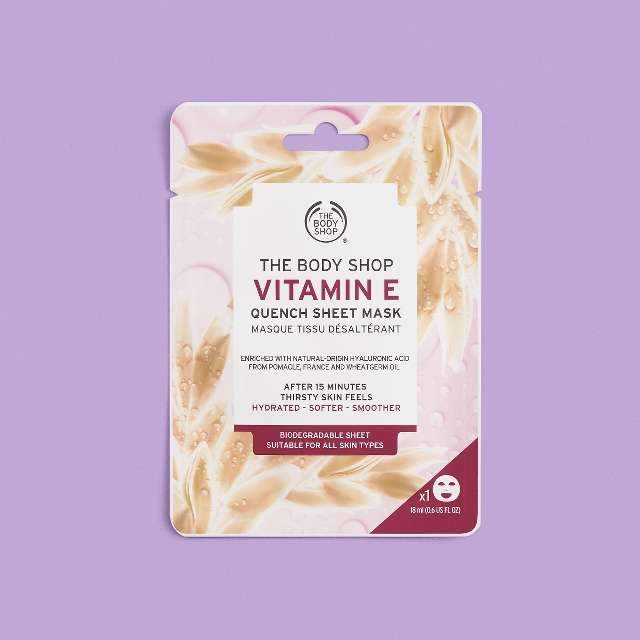 THE
BODY
SHOP
®
THE BODY SHOP
VITAMIN E
QUENCH SHEET MASK
MASQUE TISSU DÉSALTÉRANT
ENRICHED WITH NATURAL-ORIGIN HYALURONIC ACID
FROM POMACLE, FRANCE AND WHEATGERM OIL
AFTER 15 MINUTES
THIRSTY SKIN FEELS
HYDRATED - SOFTER - SMOOTHER
BIODEGRADABLE SHEET
SUITABLE FOR ALL SKIN TYPES
x1
18 ml (0.6 US FL OZ)